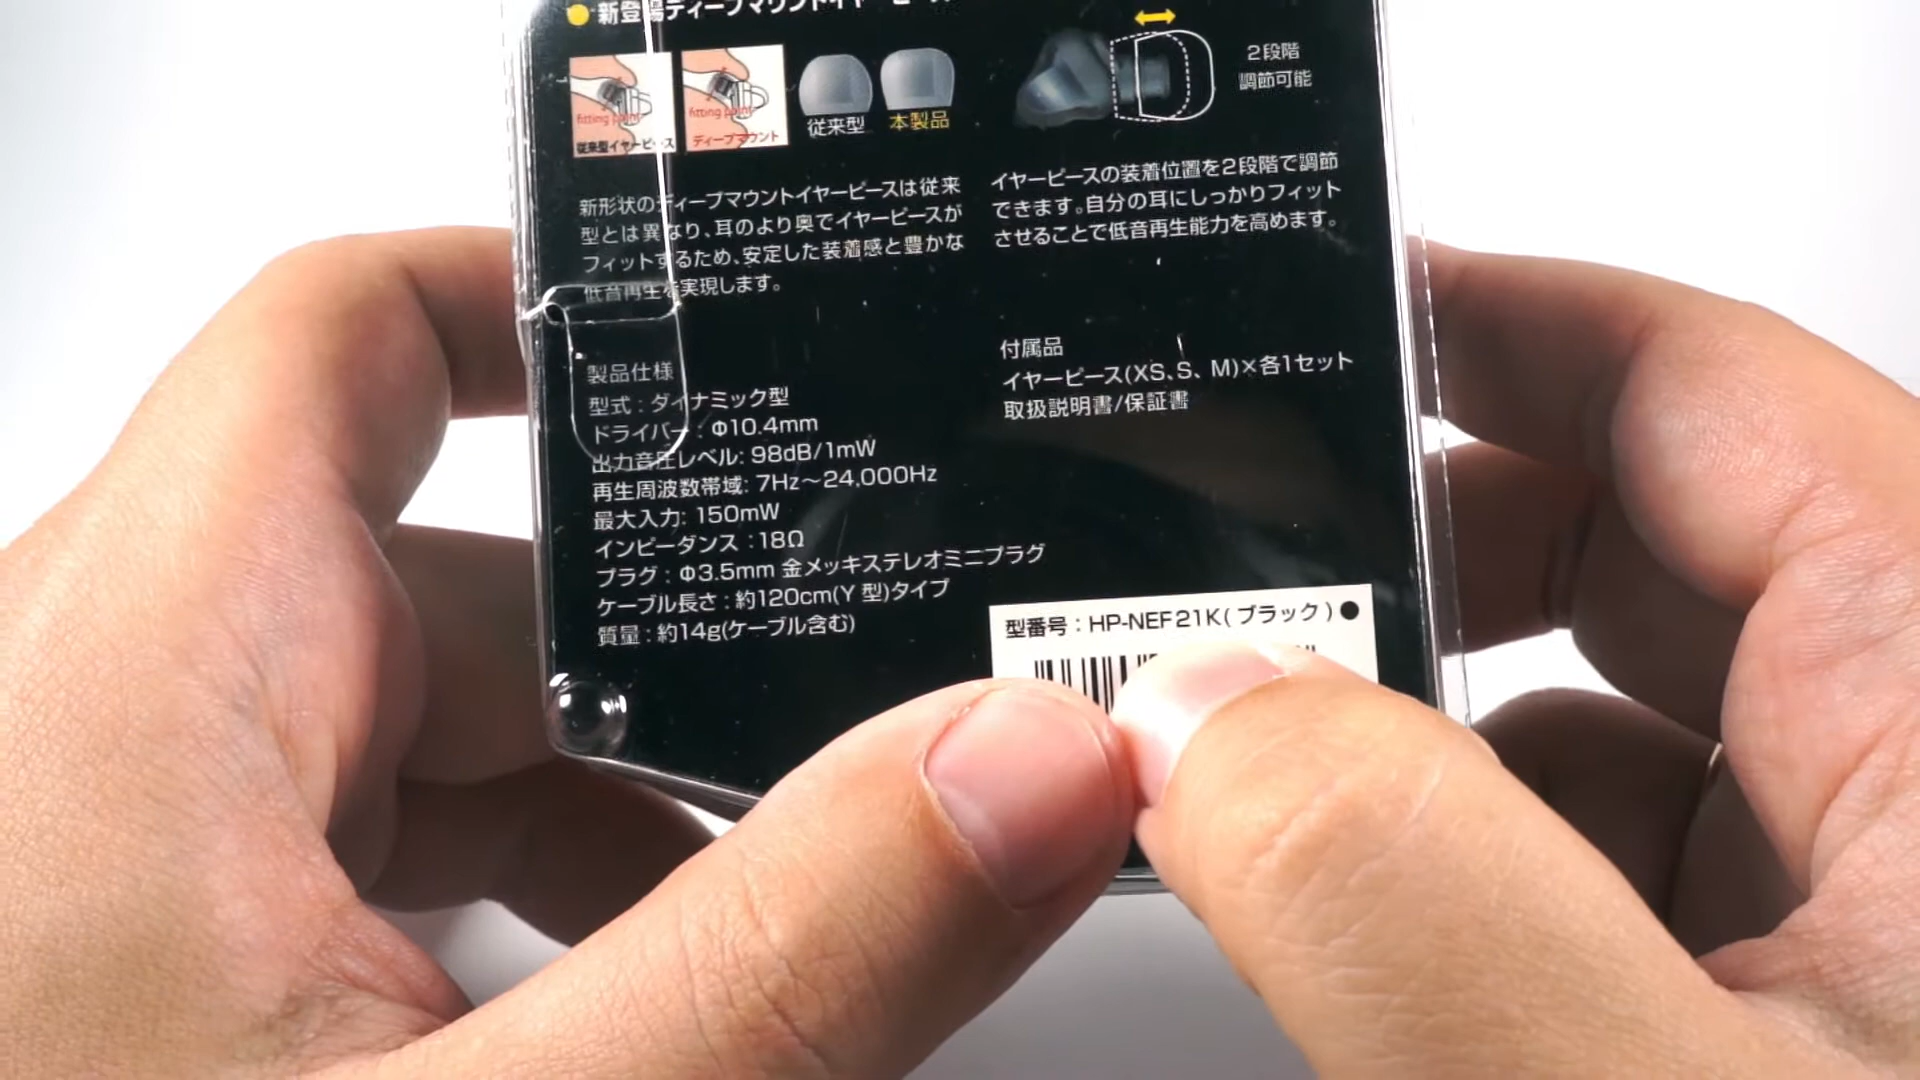 新登場ディープマウントイヤーピース
fitting point
従来型イヤーピース
fitting point
ディープマウント
従来型
本製品
2段階
調節可能
新形状のディープマウントイヤーピースは従来
型とは異なり、耳のより奥でイヤーピースが
フィットするため、安定した装着感と豊かな
低音再生を実現します。
イヤーピースの装着位置を2段階で調節
できます。自分の耳にしっかりフィット
させることで低音再生能力を高めます。
製品仕様
型式：ダイナミック型
ドライバー：Φ10.4mm
出力音圧レベル: 98dB/1mW
再生周波数帯域: 7Hz～24,000Hz
最大入力: 150mW
インピーダンス：18Ω
プラグ：Φ3.5mm 金メッキステレオミニプラグ
ケーブル長さ：約120cm(Y 型)タイプ
質量：約14g(ケーブル含む)
付属品
イヤーピース(XS、S、M)×各1セット
取扱説明書/保証書
型番号：HP-NEF21K(ブラック)●